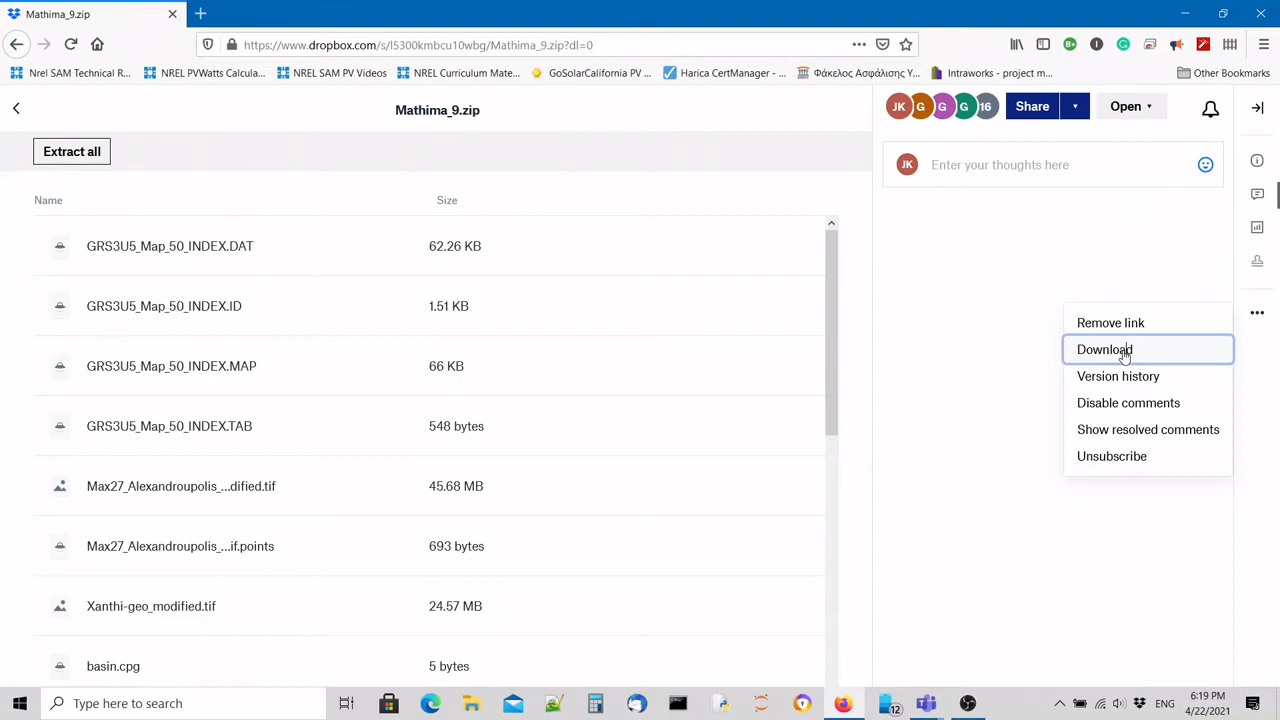 Mathima_9.zip
https://www.dropbox.com/s/l5300kmbcu10wbg/Mathima_9.zip?dl=0
Nrel SAM Technical R...
NREL PVWatts Calcula...
NREL SAM PV Videos
NREL Curriculum Mate...
GoSolarCalifornia PV ...
Harica CertManager - ...
Φάκελος Ασφάλισης Υ...
Intraworks - project m...
Other Bookmarks
Mathima_9.zip
JK G G G 16
Share
Open
Extract all
JK Enter your thoughts here
Name Size
GRS3U5_Map_50_INDEX.DAT 62.26 KB
GRS3U5_Map_50_INDEX.ID 1.51 KB
GRS3U5_Map_50_INDEX.MAP 66 KB
GRS3U5_Map_50_INDEX.TAB 548 bytes
Max27_Alexandroupolis_...dified.tif 45.68 MB
Max27_Alexandroupolis_...if.points 693 bytes
Xanthi-geo_modified.tif 24.57 MB
basin.cpg 5 bytes
Remove link
Download
Version history
Disable comments
Show resolved comments
Unsubscribe
Type here to search
12
ENG
6:19 PM
4/22/2021